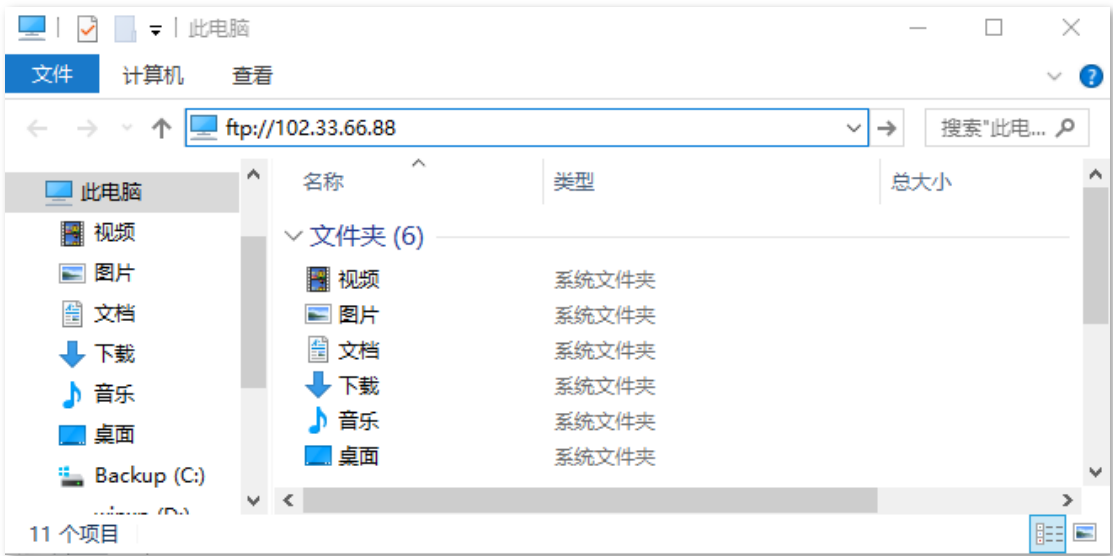 此电脑
文件 计算机 查看
ftp://102.33.66.88 搜索"此电...
此电脑
视频
图片
文档
下载
音乐
桌面
Backup (C:)
名称 类型 总大小
文件夹 (6)
视频 系统文件夹
图片 系统文件夹
文档 系统文件夹
下载 系统文件夹
音乐 系统文件夹
桌面 系统文件夹
11 个项目